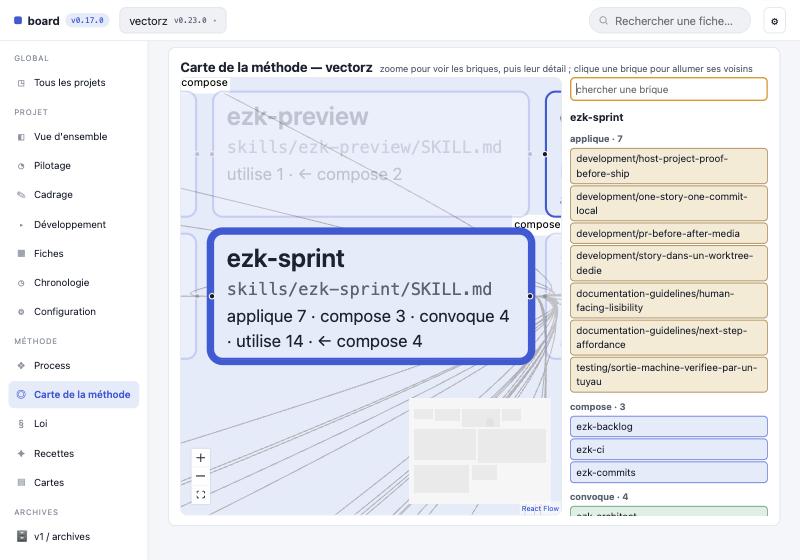 board v0.17.0
vectorz v0.23.0
Rechercher une fiche…
GLOBAL
Tous les projets
PROJET
Vue d'ensemble
Pilotage
Cadrage
Développement
Fiches
Chronologie
Configuration
MÉTHODE
Process
Carte de la méthode
§ Loi
Recettes
Cartes
ARCHIVES
v1 / archives
Carte de la méthode — vectorz zoome pour voir les briques, puis leur détail ; clique une brique pour allumer ses voisins
compose
ezk-preview
skills/ezk-preview/SKILL.md
utilise 1 · ← compose 2
compose
ezk-sprint
skills/ezk-sprint/SKILL.md
applique 7 · compose 3 · convoque 4
· utilise 14 · ← compose 4
React Flow
chercher une brique
ezk-sprint
applique · 7
development/host-project-proof-
before-ship
development/one-story-one-commit-
local
development/pr-before-after-media
development/story-dans-un-worktree-
dedie
documentation-guidelines/human-
facing-lisibility
documentation-guidelines/next-step-
affordance
testing/sortie-machine-verifiee-par-un-
tuyau
compose · 3
ezk-backlog
ezk-ci
ezk-commits
convoque · 4
ezk-architect